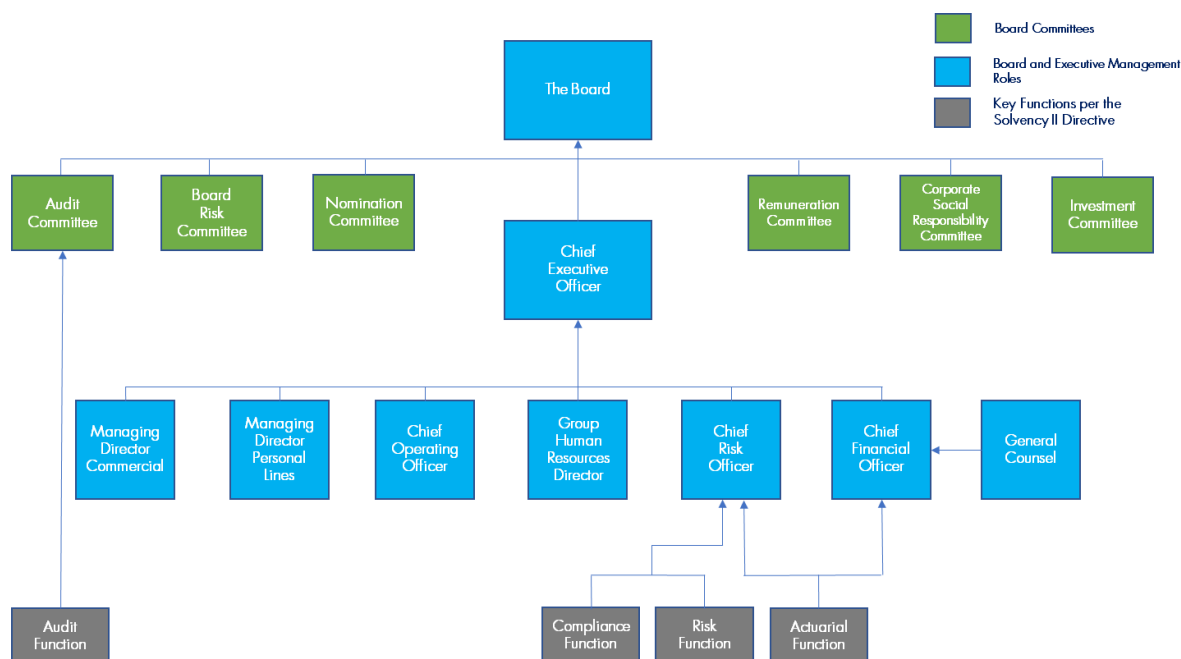 Board Committees
Board and Executive Management
Roles
Key Functions per the
Solvency II Directive
The Board
Audit
Committee
Board
Risk
Committee
Nomination
Committee
Remuneration
Committee
Corporate
Social
Responsibility
Committee
Investment
Committee
Chief
Executive
Officer
Managing
Director
Commercial
Managing
Director
Personal
Lines
Chief
Operating
Officer
Group
Human
Resources
Director
Chief
Risk
Officer
Chief
Financial
Officer
General
Counsel
Audit
Function
Compliance
Function
Risk
Function
Actuarial
Function